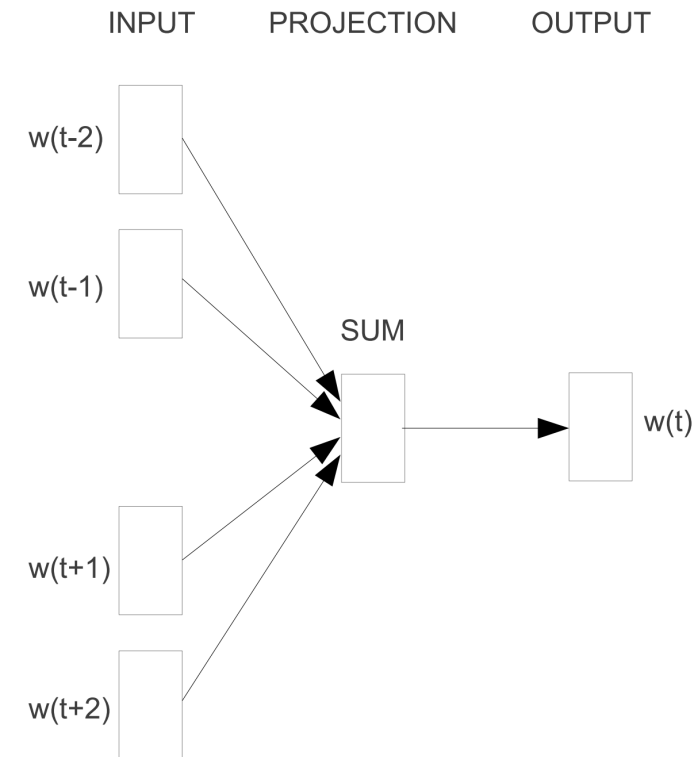 INPUT PROJECTION OUTPUT
w(t-2)
w(t-1)
SUM
w(t)
w(t+1)
w(t+2)